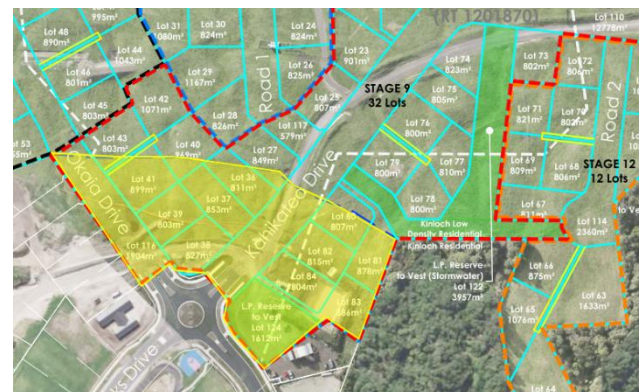 (RT 1201870)
Lot 110
12778m²
995m²
Lot 48
890m²
Lot 44
1043m²
Lot 46
801m²
Lot 45
803m²
Lot 31
1080m²
Lot 30
824m²
Lot 24
824m²
Lot 23
901m²
Lot 29
1167m²
Lot 26
825m²
Lot 25
807m²
Lot 42
1071m²
Lot 28
826m²
Road 1
Lot 117
579m²
Lot 27
849m²
Lot 43
803m²
Lot 40
969m²
Lot 41
899m²
Lot 36
811m²
Lot 37
853m²
Lot 39
803m²
Lot 38
827m²
Lot 116
1904m²
Okaia Drive
Kahikatea Drive
STAGE 9
32 Lots
Lot 74
823m²
Lot 75
805m²
Lot 76
800m²
Lot 77
810m²
Lot 79
800m²
Lot 78
800m²
807m²
Lot 82
815m²
Lot 81
878m²
Lot 84
804m²
Lot 83
886m²
L.P. Reserve
to Vest
Lot 124
1612m²
Kinloch Low
Density Residential
Kinloch Residential
L.P. Reserve
to Vest (Stormwater)
Lot 122
3957m²
Lot 73
802m²
Lot 72
806m²
Lot 71
821m²
Lot 70
802m²
Lot 69
809m²
Lot 68
806m²
Lot 67
811m²
Road 2
STAGE 12
12 Lots
Lot 114
2360m²
Lot 66
875m²
Lot 65
1076m²
Lot 63
1633m²
Lot 64
ks Drive